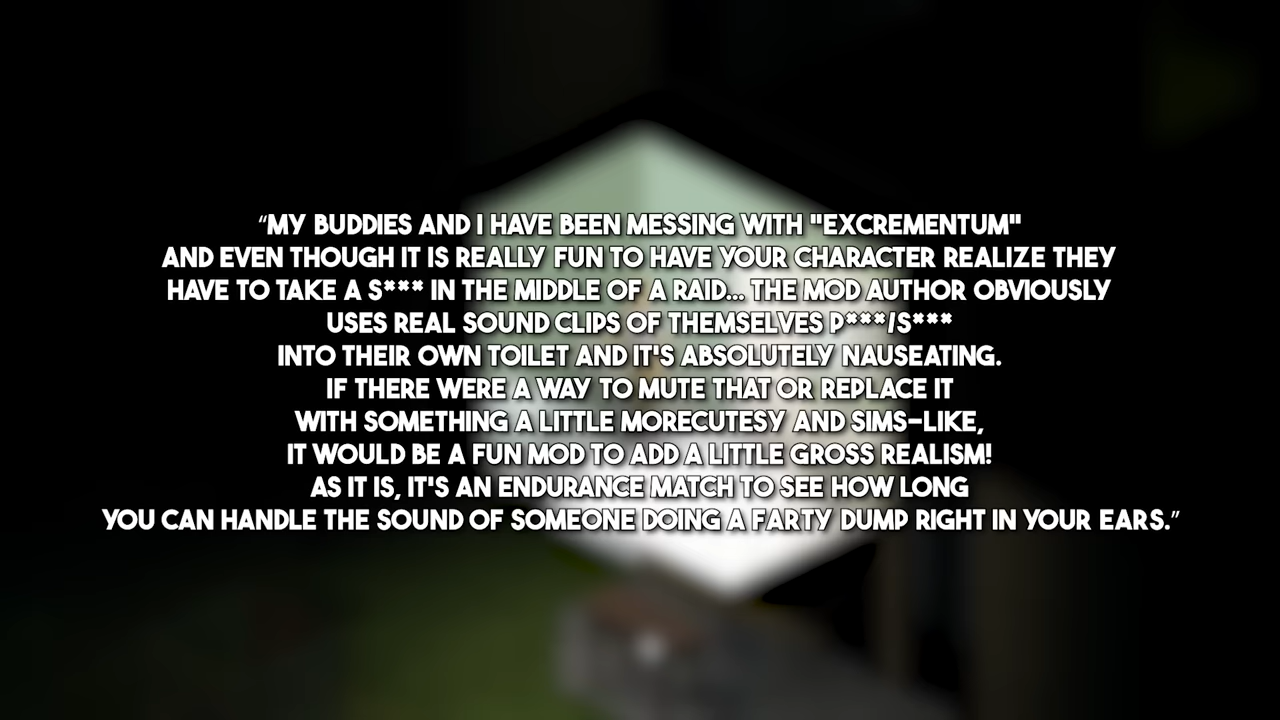 “MY BUDDIES AND I HAVE BEEN MESSING WITH "EXCREMENTUM"
AND EVEN THOUGH IT IS REALLY FUN TO HAVE YOUR CHARACTER REALIZE THEY
HAVE TO TAKE A S*** IN THE MIDDLE OF A RAID... THE MOD AUTHOR OBVIOUSLY
USES REAL SOUND CLIPS OF THEMSELVES P***/S***
INTO THEIR OWN TOILET AND IT'S ABSOLUTELY NAUSEATING.
IF THERE WERE A WAY TO MUTE THAT OR REPLACE IT
WITH SOMETHING A LITTLE MORECUTESY AND SIMS-LIKE,
IT WOULD BE A FUN MOD TO ADD A LITTLE GROSS REALISM!
AS IT IS, IT'S AN ENDURANCE MATCH TO SEE HOW LONG
YOU CAN HANDLE THE SOUND OF SOMEONE DOING A FARTY DUMP RIGHT IN YOUR EARS.”